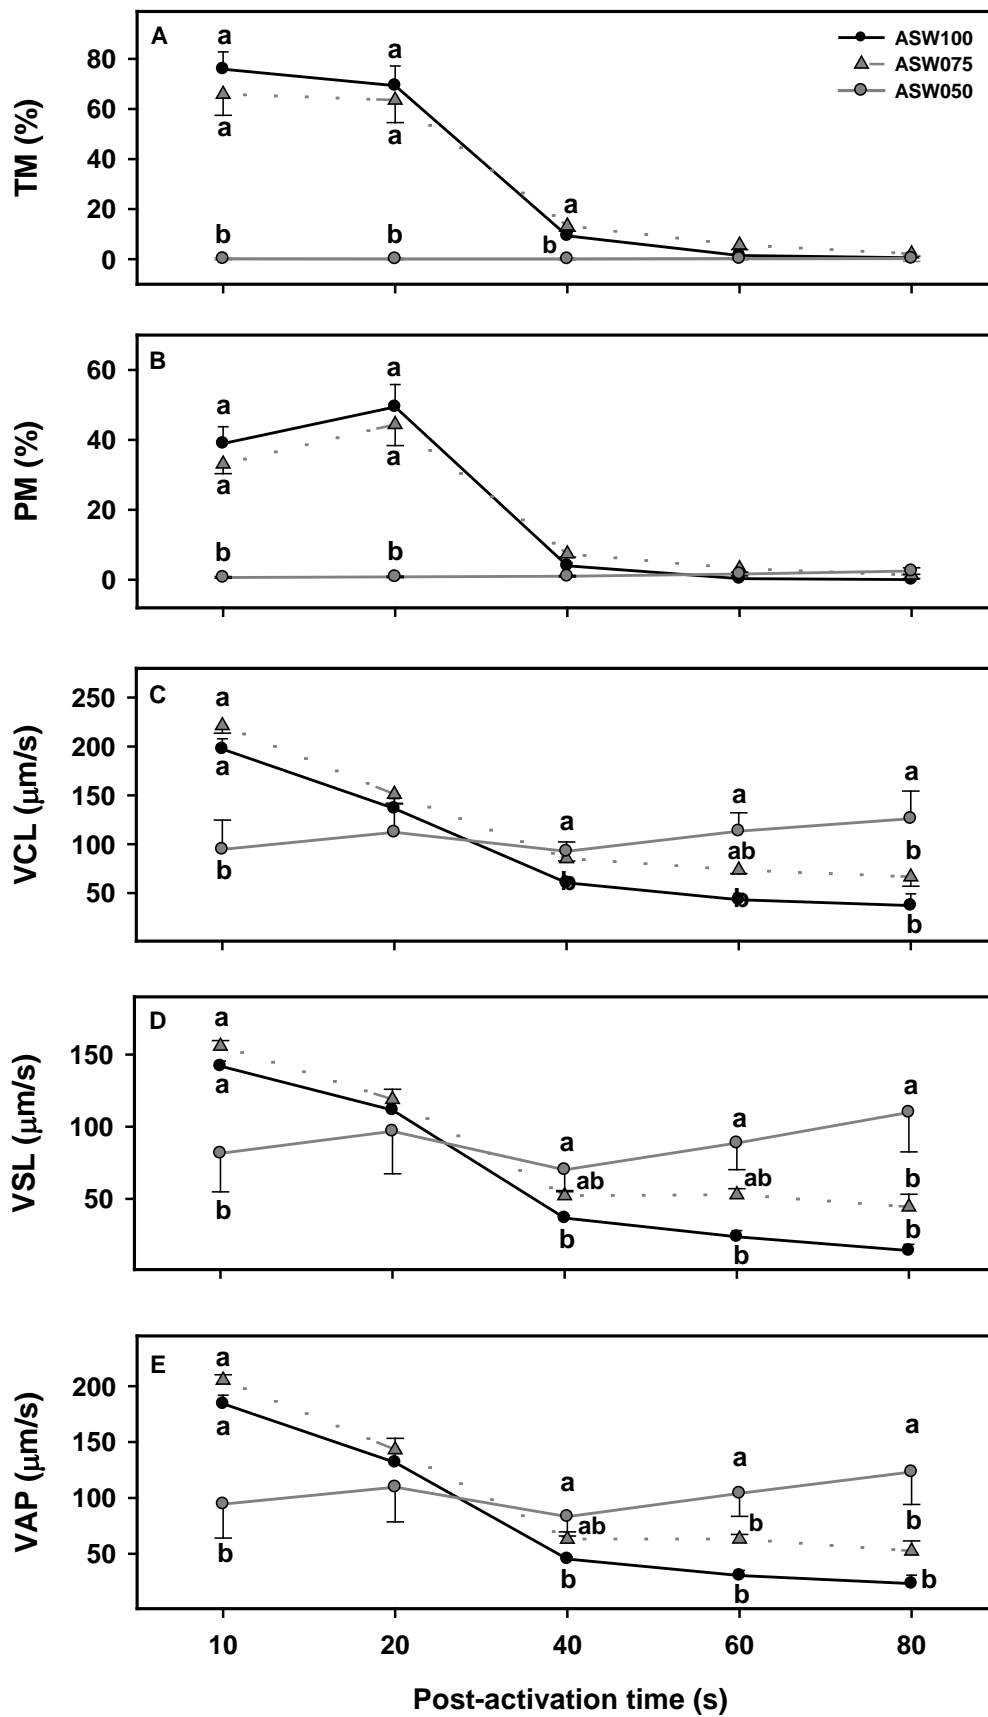 A
a
a
ASW100
ASW075
ASW050
80
60
40
20
0
TM (%)
a
a
a
b
b
b
B
a
a
60
40
20
0
PM (%)
a
a
b
b
C
a
250
200
150
100
50
VCL (μm/s)
a
b
a
b
a
ab
b
a
b
b
D
a
150
100
50
VSL (μm/s)
a
b
a
ab
b
a
ab
b
a
b
b
E
a
200
150
100
50
VAP (μm/s)
a
b
a
ab
b
a
b
b
a
b
b
10 20 40 60 80
Post-activation time (s)